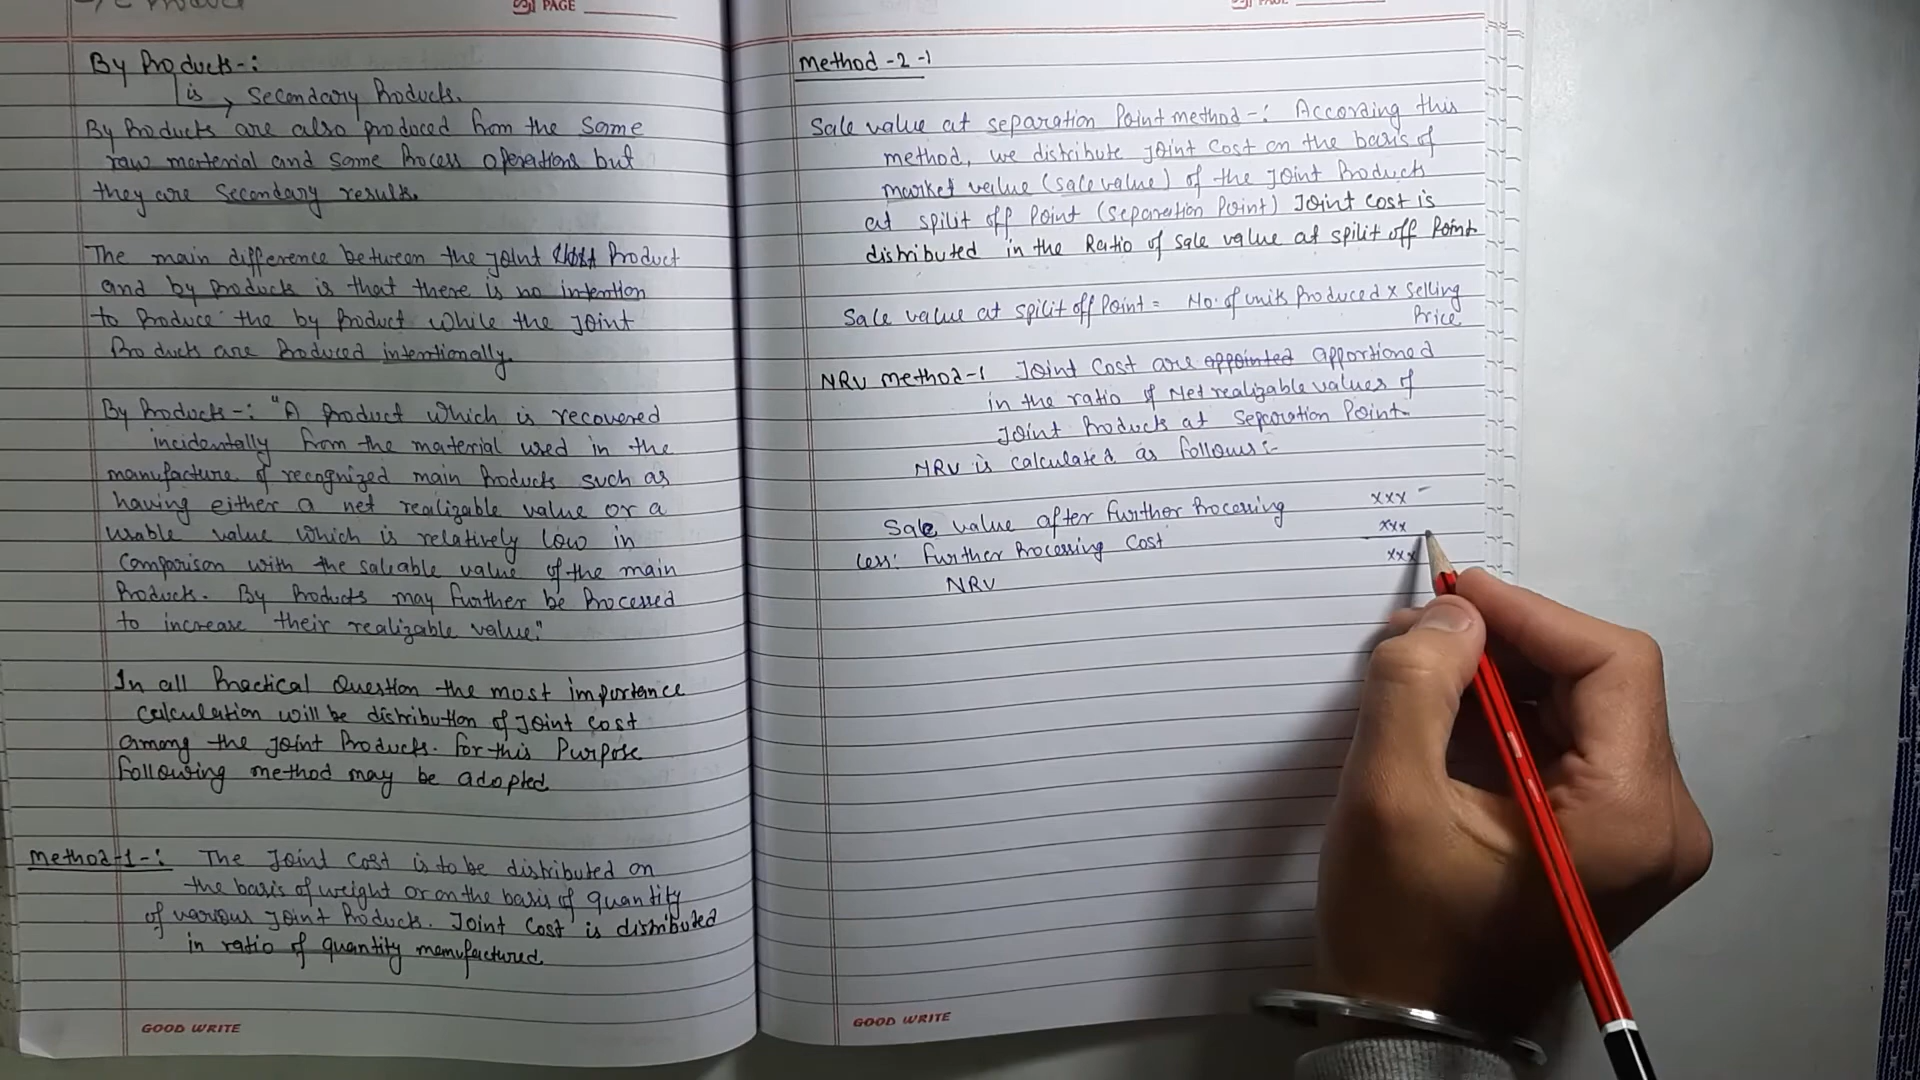 PAGE
By Products-:
is → Secondary Products.
By Products are also produced from the same
raw material and same Process operations but
they are Secondary results.
The main difference between the joint Product
and by products is that there is no intention
to Produce the by Product while the Joint
Products are Produced intentionally.
By Products-: "A Product which is recovered
incidentally from the material used in the
manufacture of recognized main Products such as
having either a net realizable value or a
usable value which is relatively low in
Comparison with the saleable value of the main
Products. By Products may further be Processed
to increase their realizable value."
In all Practical Question the most importance
Calculation will be distribution of Joint cost
among the Joint Products. For this Purpose
Following method may be adopted
Method-1-: The Joint Cost is to be distributed on
the basis of weight or on the basis of quantity
of various Joint Products. Joint Cost is distributed
in ratio of quantity manufactured.
GOOD WRITE
Method-2-1
Sale value at separation Point method-: According this
method, we distribute Joint Cost on the basis of
market value (sale value) of the Joint Products
at spilit off Point (Separation Point) Joint Cost is
distributed in the Ratio of sale value at spilit off Point
Sale value at spilit off Point = No. of units Produced x Selling
Price
NRV method-1 Joint Cost are appointed apportioned
in the ratio of Net realizable values of
Joint Products at Separation Point.
NRV is calculated as follows:-
Sale value after further Processing xxx
Less: Further Processing Cost xxx
NRV xxx
GOOD WRITE